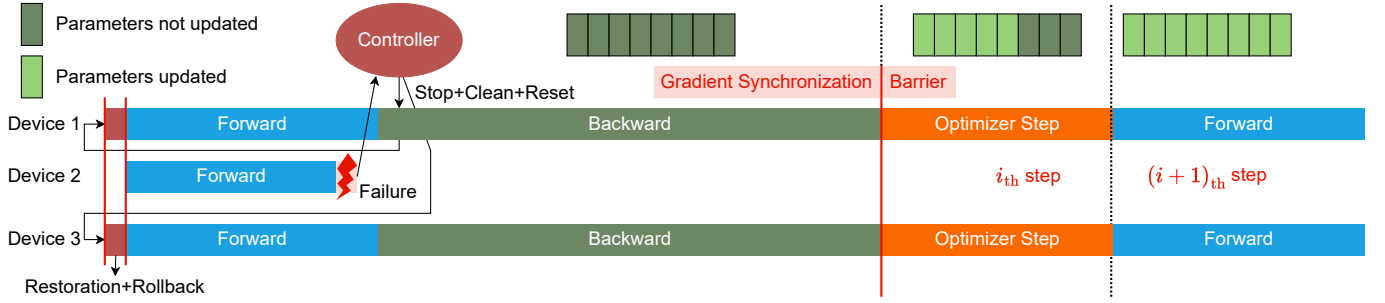 Parameters not updated
Parameters updated
Controller
Gradient Synchronization Barrier
Stop+Clean+Reset
Device 1
Forward
Backward
Optimizer Step
Forward
Device 2
Forward
Failure
i_th step
(i + 1)_th step
Device 3
Forward
Backward
Optimizer Step
Forward
Restoration+Rollback